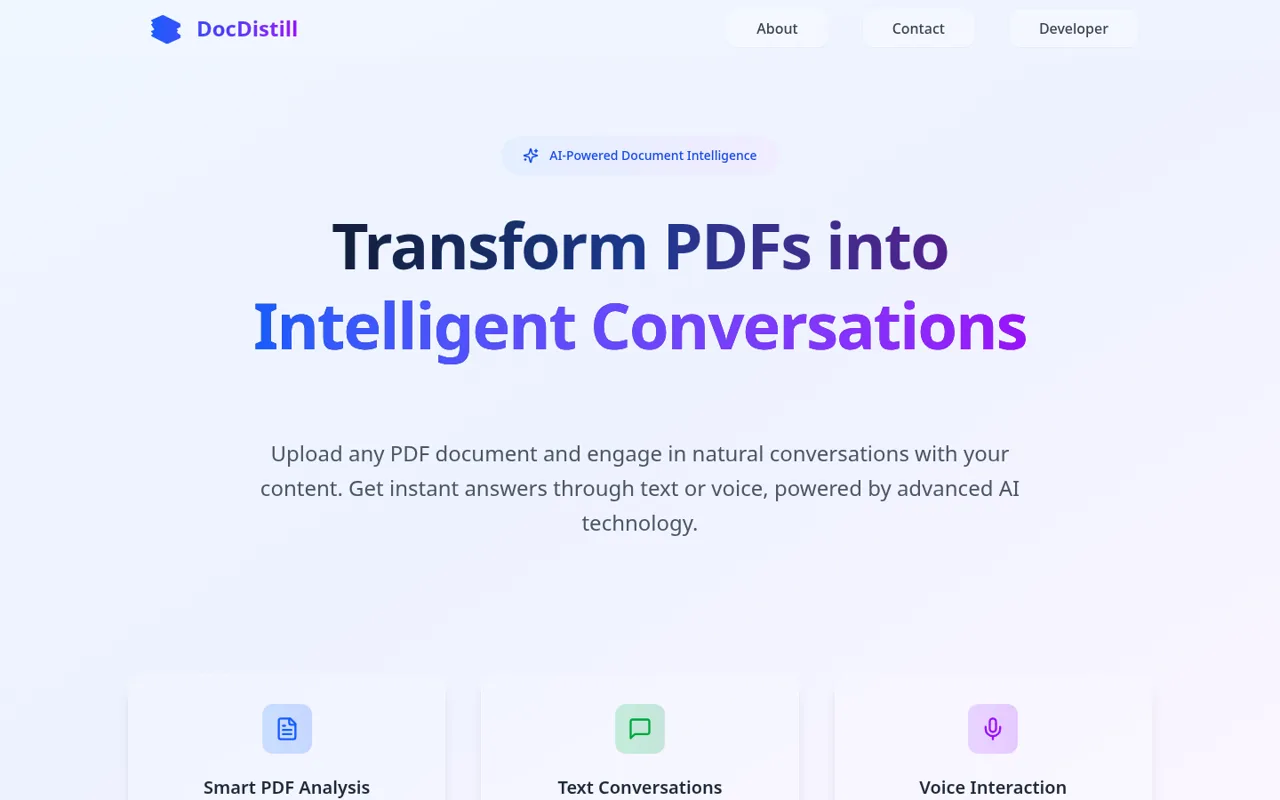 DocDistill
About
Contact
Developer
AI-Powered Document Intelligence
Transform PDFs into
Intelligent Conversations
Upload any PDF document and engage in natural conversations with your
content. Get instant answers through text or voice, powered by advanced AI
technology.
Smart PDF Analysis
Text Conversations
Voice Interaction